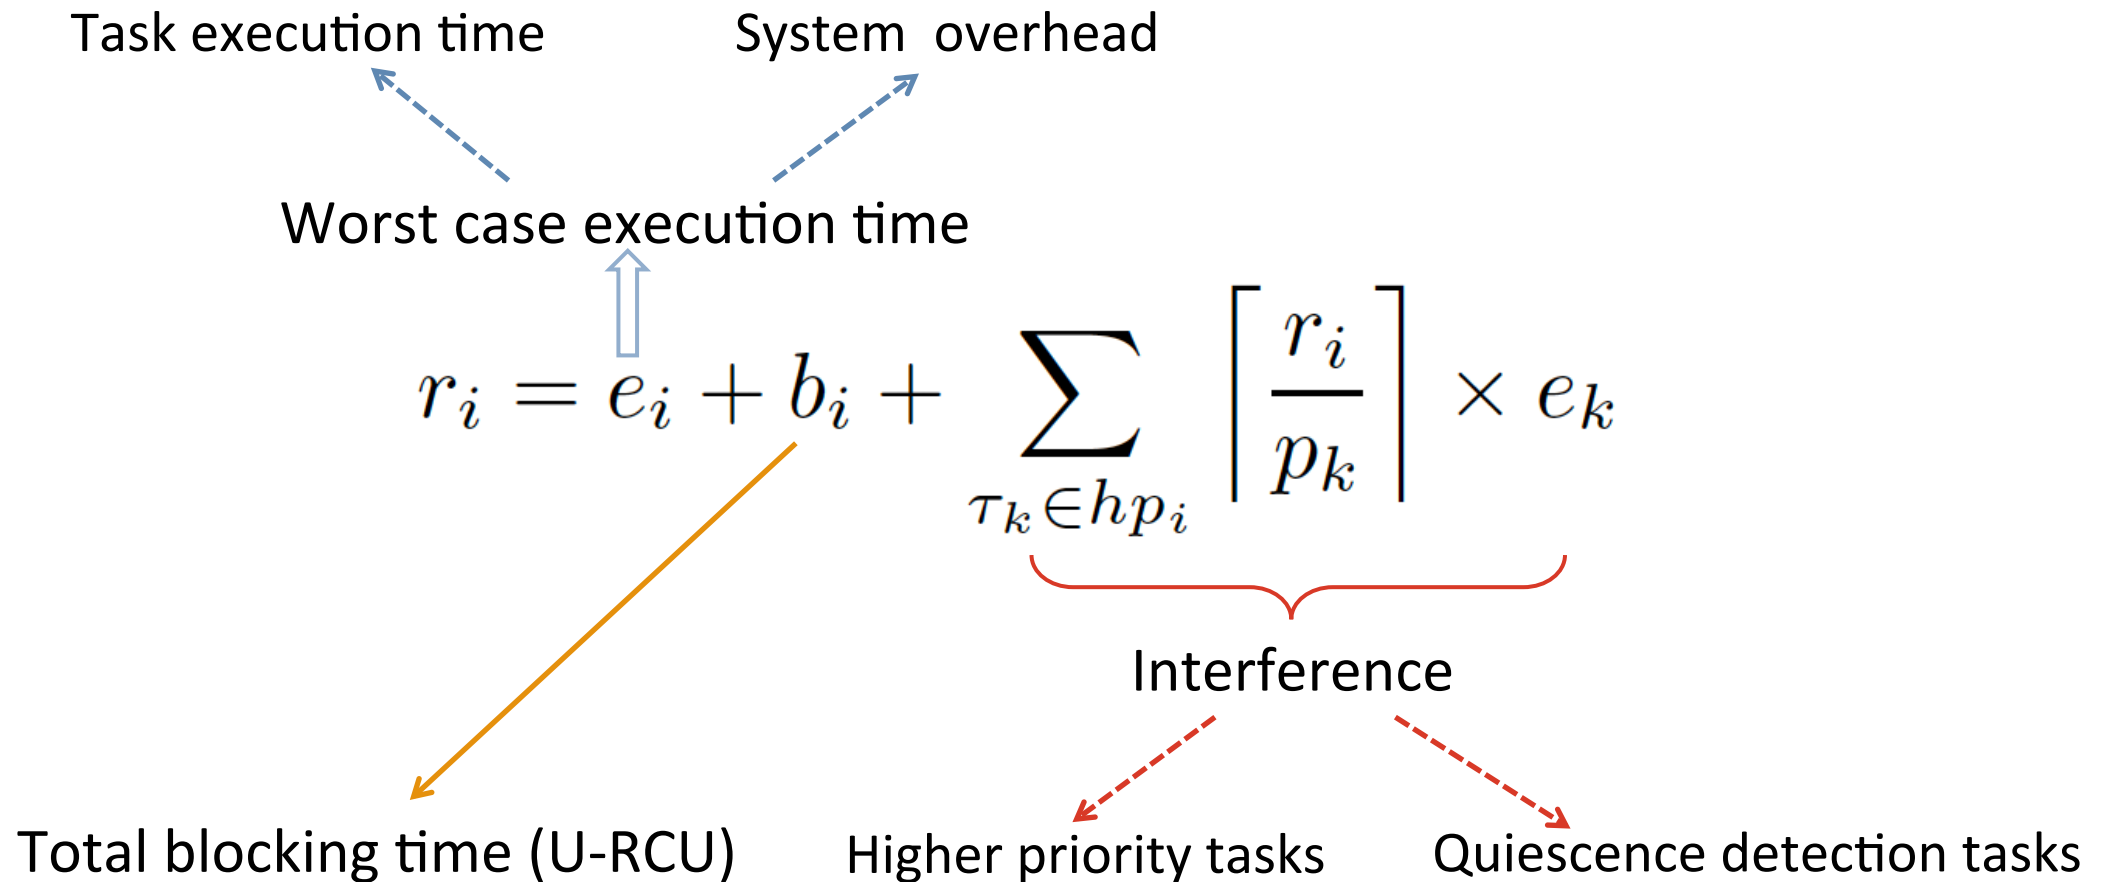 Task execution time
System overhead
Worst case execution time
r_i = e_i + b_i + ∑_{τ_k∈hp_i} ⌈r_i/p_k⌉ × e_k
Interference
Total blocking time (U-RCU)
Higher priority tasks
Quiescence detection tasks